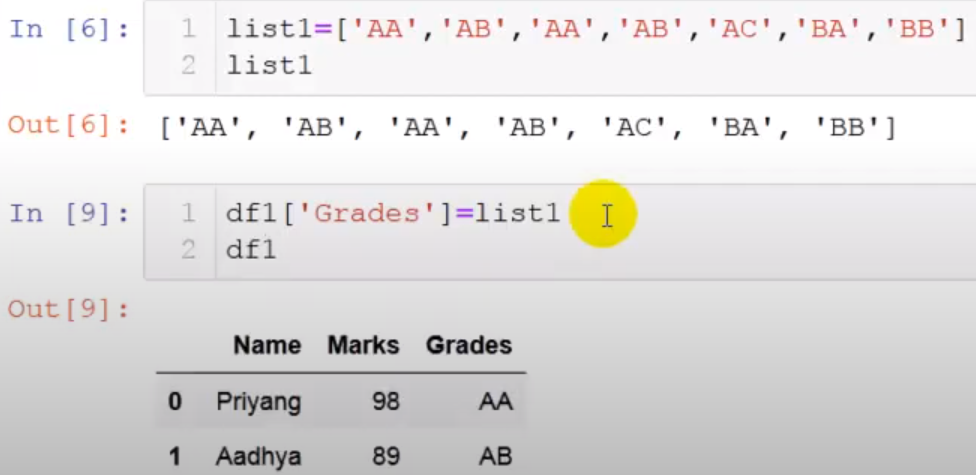 In [6]: 1 list1=['AA','AB','AA','AB','AC','BA','BB']
2 list1
Out[6]: ['AA', 'AB', 'AA', 'AB', 'AC', 'BA', 'BB']
In [9]: 1 df1['Grades']=list1
2 df1
Out[9]:
Name Marks Grades
0 Priyang 98 AA
1 Aadhya 89 AB